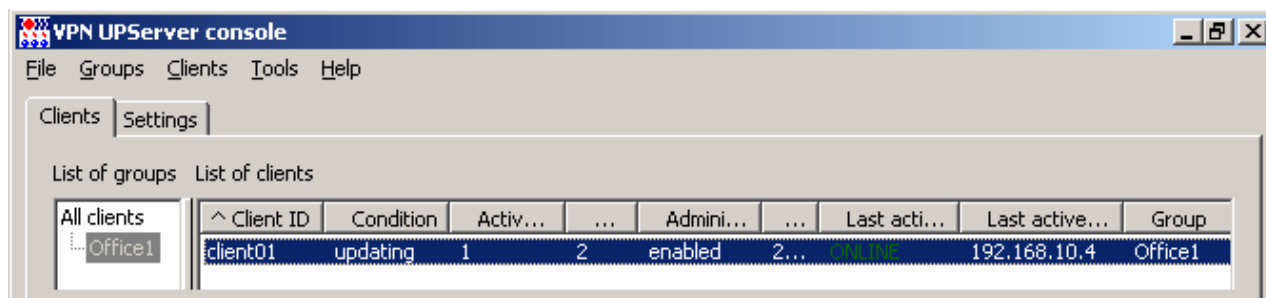 VPN UPServer console
File Groups Clients Tools Help
Clients Settings
List of groups List of clients
All clients ^ Client ID Condition Activ... ... Admini... ... Last acti... Last active... Group
Office1 client01 updating 1 2 enabled 2... ONLINE 192.168.10.4 Office1